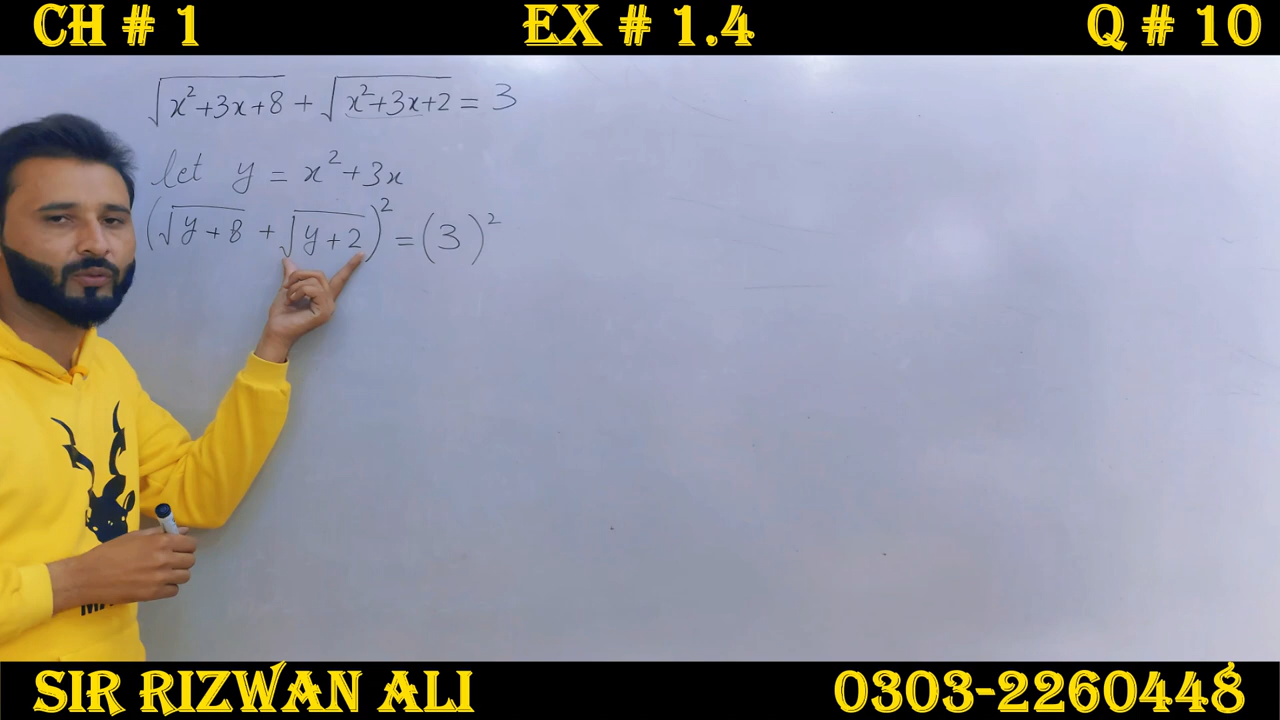 CH # 1 EX # 1.4 Q # 10
√x²+3x+8 + √x²+3x+2 = 3
let y = x²+3x
(√y+8 + √y+2)² = (3)²
SIR RIZWAN ALI 0303-2260448